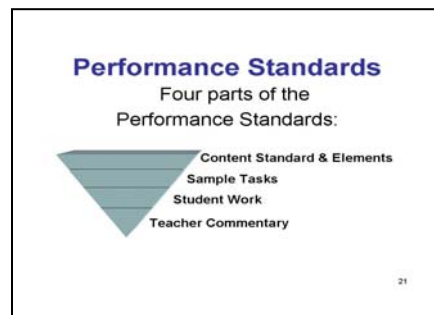 Performance Standards
Four parts of the
Performance Standards:
Content Standard & Elements
Sample Tasks
Student Work
Teacher Commentary
21